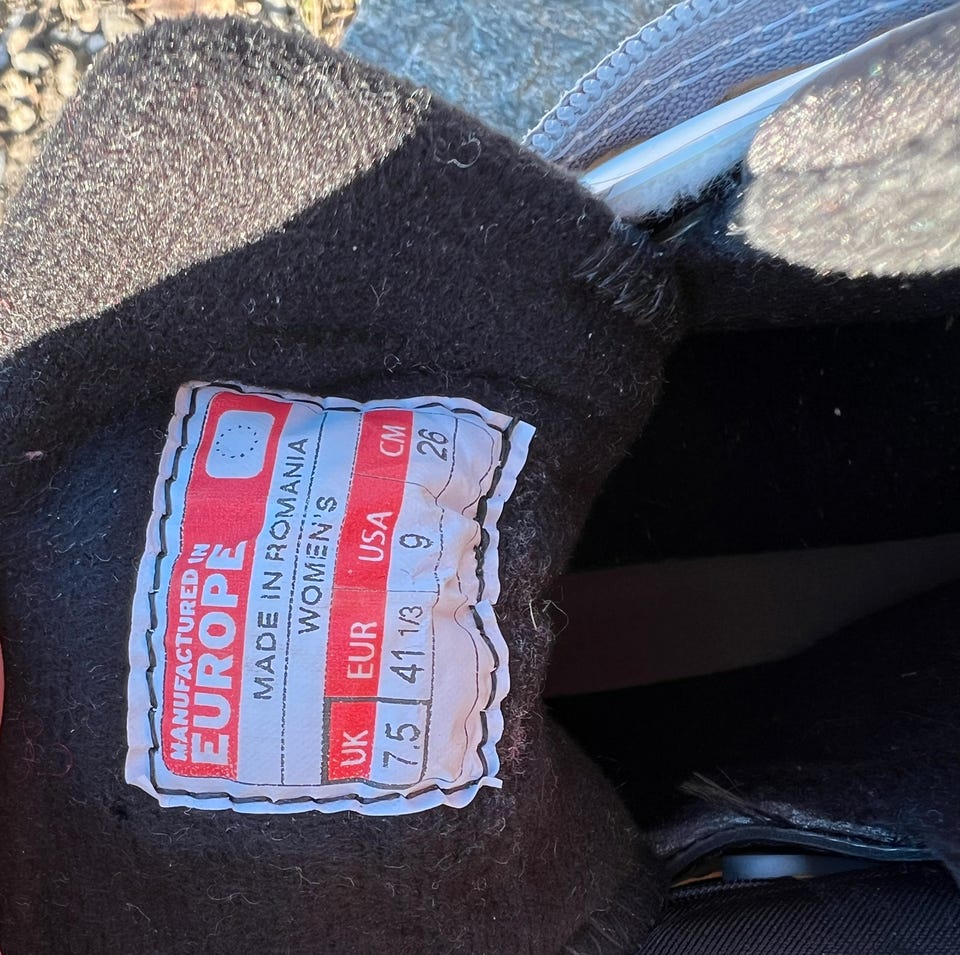 MANUFACTURED IN
EUROPE
MADE IN ROMANIA
WOMEN'S
UK EUR USA CM
7.5 41 1/3 9 26